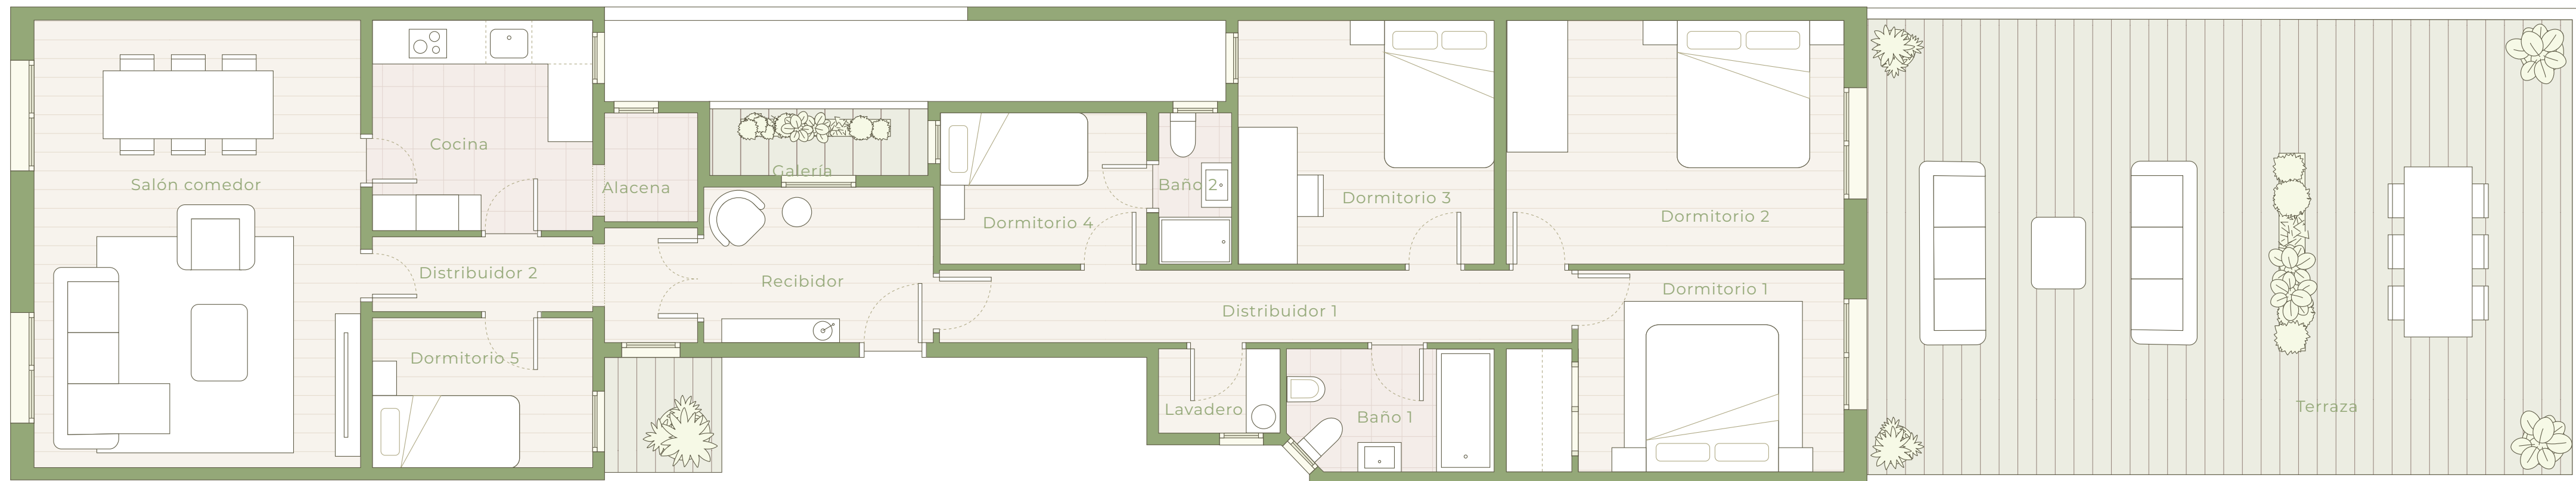 Salón comedor
Cocina
Alacena
Galería
Distribuidor 2
Dormitorio 5
Recibidor
Dormitorio 4
Baño 2
Dormitorio 3
Dormitorio 2
Distribuidor 1
Dormitorio 1
Lavadero
Baño 1
Terraza